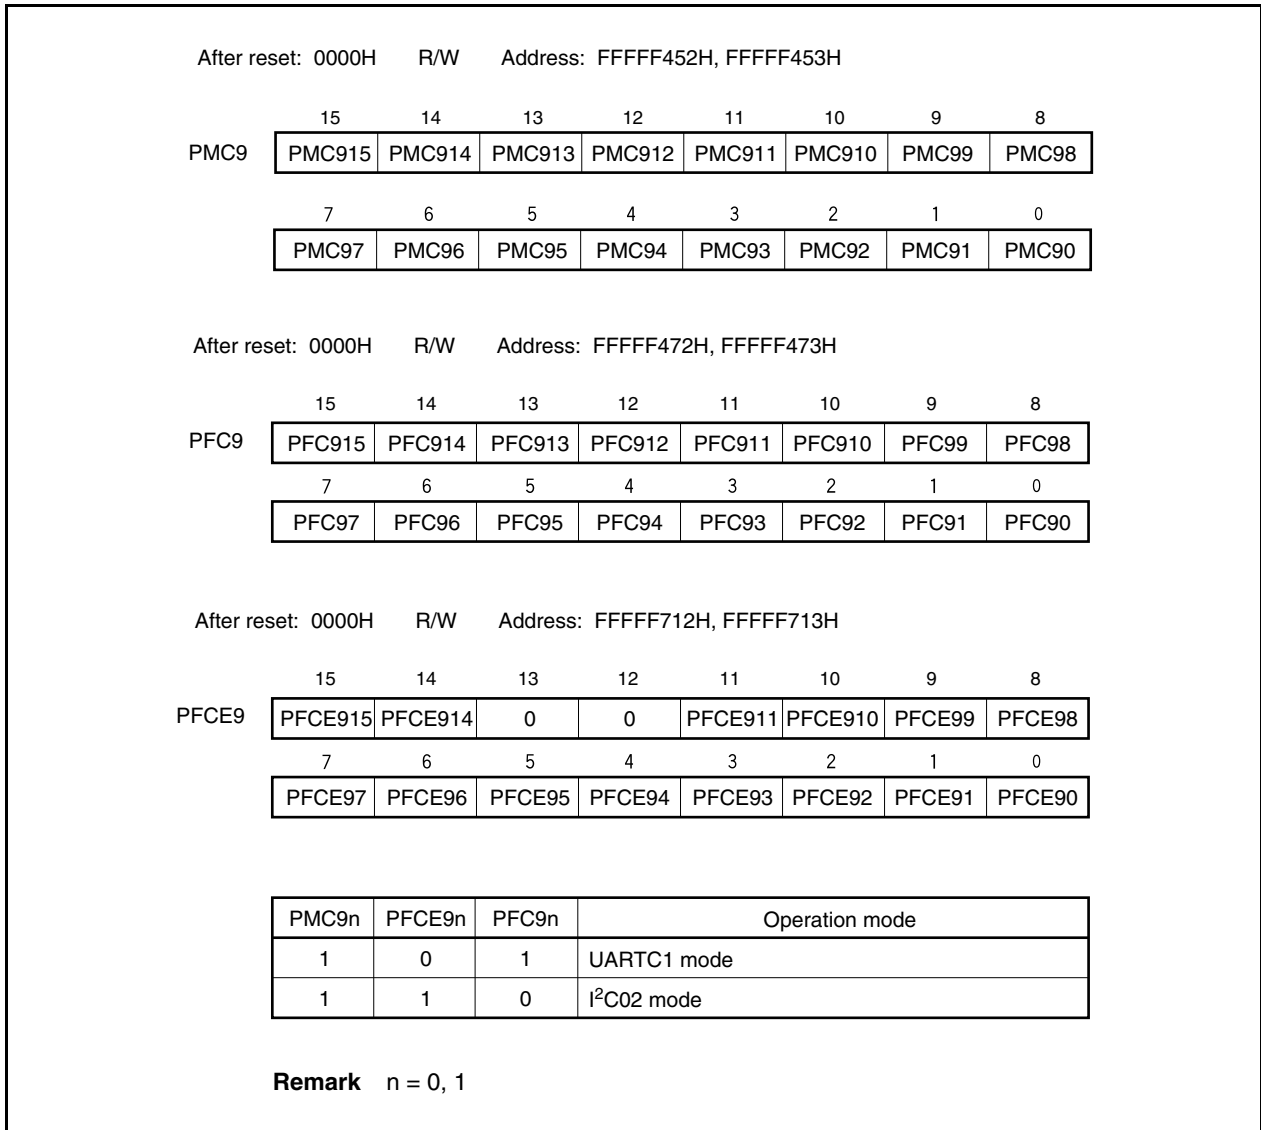 After reset: 0000H R/W Address: FFFFF452H, FFFFF453H
15 14 13 12 11 10 9 8
PMC9 PMC915 PMC914 PMC913 PMC912 PMC911 PMC910 PMC99 PMC98
7 6 5 4 3 2 1 0
PMC97 PMC96 PMC95 PMC94 PMC93 PMC92 PMC91 PMC90
After reset: 0000H R/W Address: FFFFF472H, FFFFF473H
15 14 13 12 11 10 9 8
PFC9 PFC915 PFC914 PFC913 PFC912 PFC911 PFC910 PFC99 PFC98
7 6 5 4 3 2 1 0
PFC97 PFC96 PFC95 PFC94 PFC93 PFC92 PFC91 PFC90
After reset: 0000H R/W Address: FFFFF712H, FFFFF713H
15 14 13 12 11 10 9 8
PFCE9 PFCE915 PFCE914 0 0 PFCE911 PFCE910 PFCE99 PFCE98
7 6 5 4 3 2 1 0
PFCE97 PFCE96 PFCE95 PFCE94 PFCE93 PFCE92 PFCE91 PFCE90
PMC9n PFCE9n PFC9n Operation mode
1 0 1 UARTC1 mode
1 1 0 I²C02 mode
Remark n = 0, 1